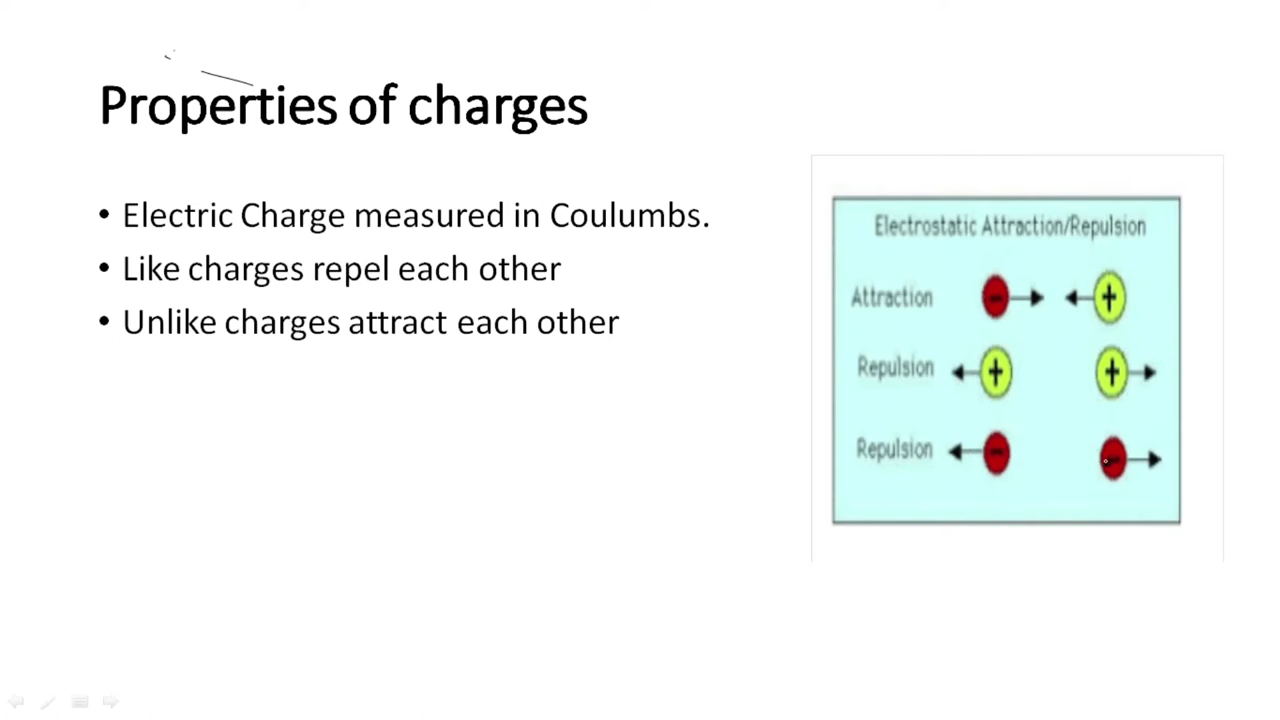 Properties of charges
• Electric Charge measured in Coulumbs.
• Like charges repel each other
• Unlike charges attract each other
Electrostatic Attraction/Repulsion
Attraction - +
Repulsion + +
Repulsion - -